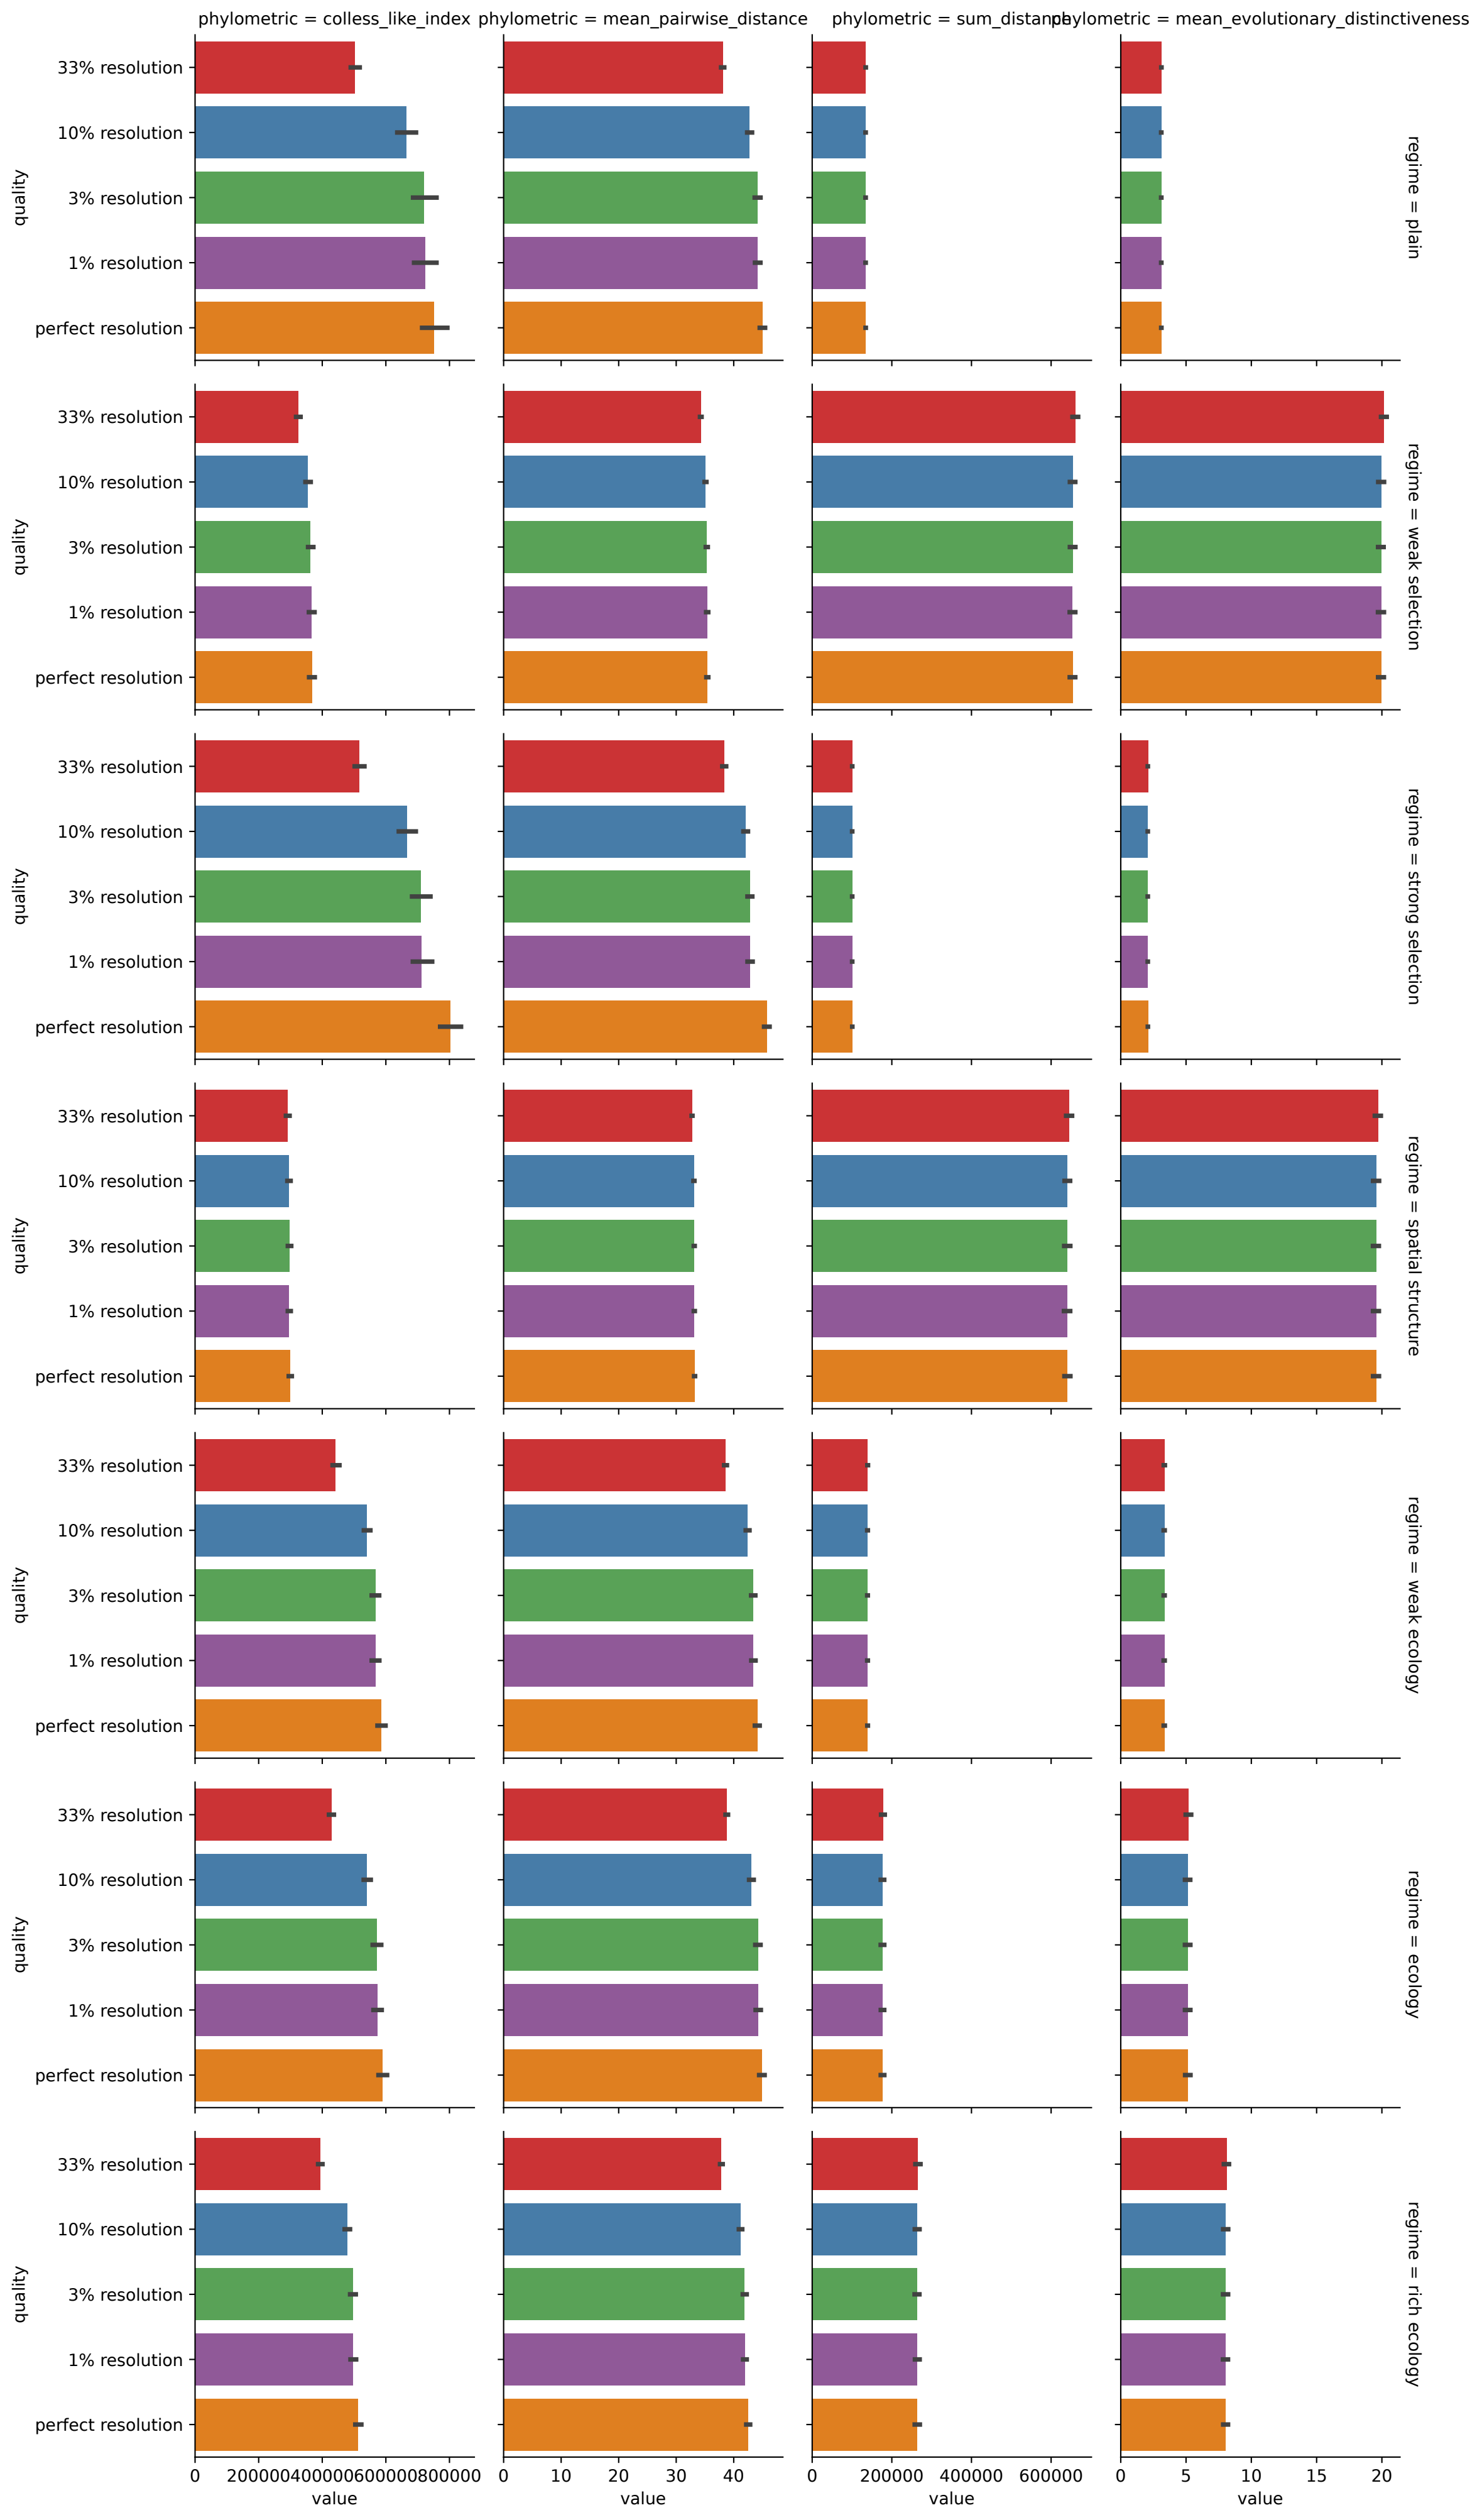 phylometric = colless_like_index
phylometric = mean_pairwise_distance
phylometric = sum_distance
phylometric = mean_evolutionary_distinctiveness
quality
33% resolution
10% resolution
3% resolution
1% resolution
perfect resolution
regime = plain
quality
33% resolution
10% resolution
3% resolution
1% resolution
perfect resolution
regime = weak selection
quality
33% resolution
10% resolution
3% resolution
1% resolution
perfect resolution
regime = strong selection
quality
33% resolution
10% resolution
3% resolution
1% resolution
perfect resolution
regime = spatial structure
quality
33% resolution
10% resolution
3% resolution
1% resolution
perfect resolution
regime = weak ecology
quality
33% resolution
10% resolution
3% resolution
1% resolution
perfect resolution
regime = ecology
quality
33% resolution
10% resolution
3% resolution
1% resolution
perfect resolution
regime = rich ecology
0 200000 400000 600000 800000
value
0 10 20 30 40
value
0 200000 400000 600000
value
0 5 10 15 20
value